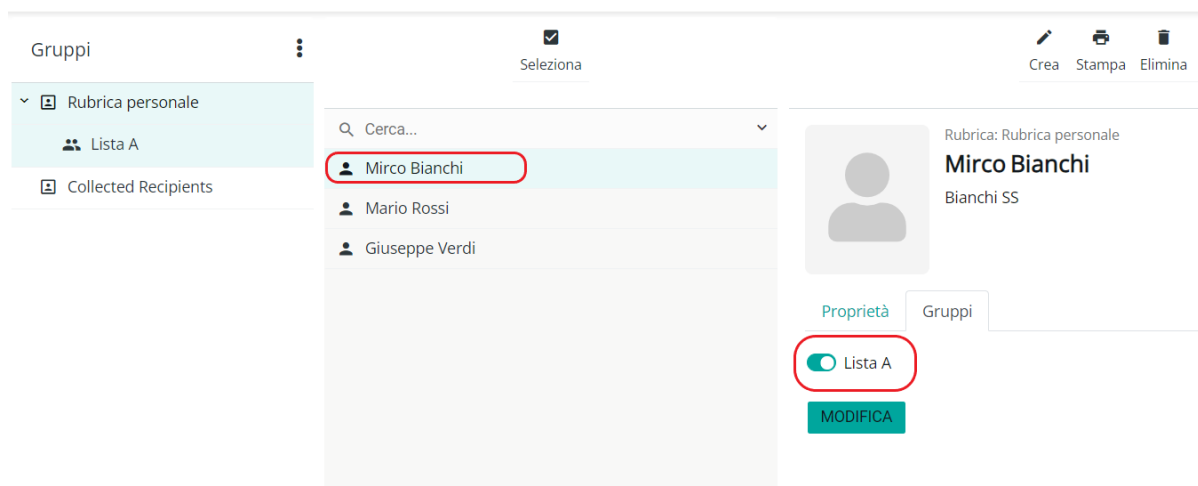 Gruppi
Seleziona
Crea Stampa Elimina
Rubrica personale
Lista A
Collected Recipients
Cerca...
Mirco Bianchi
Mario Rossi
Giuseppe Verdi
Rubrica: Rubrica personale
Mirco Bianchi
Bianchi SS
Proprietà Gruppi
Lista A
MODIFICA